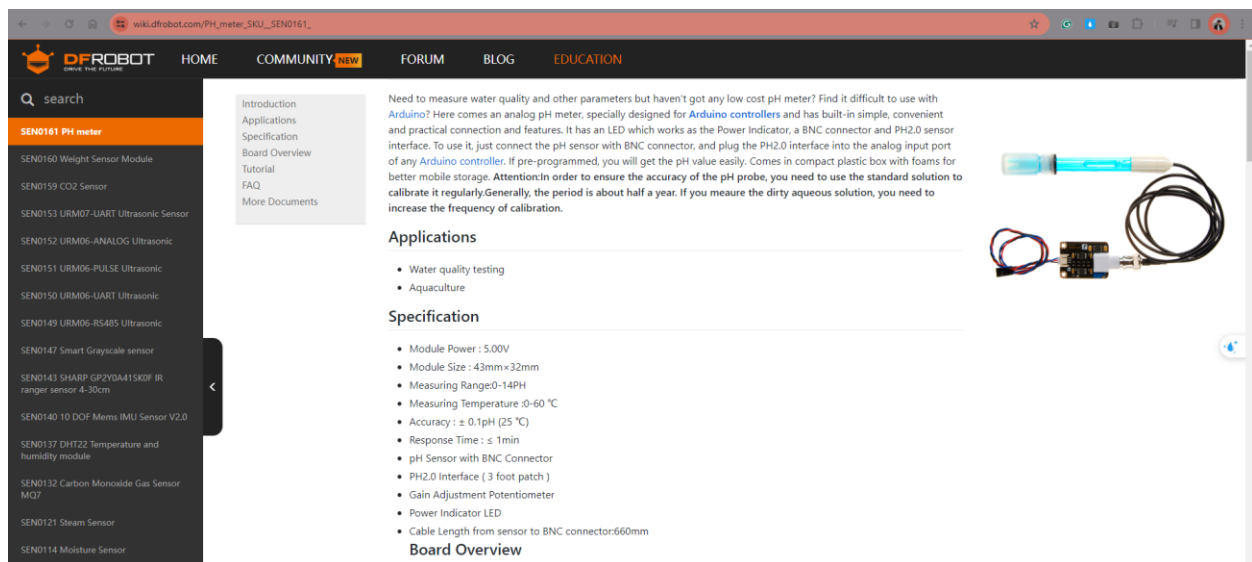 wiki.dfrobot.com/PH_meter_SKU__SEN0161_
DFROBOT
DRIVE THE FUTURE
HOME
COMMUNITY NEW
FORUM
BLOG
EDUCATION
search
SEN0161 PH meter
SEN0160 Weight Sensor Module
SEN0159 CO2 Sensor
SEN0153 URM07-UART Ultrasonic Sensor
SEN0152 URM06-ANALOG Ultrasonic
SEN0151 URM06-PULSE Ultrasonic
SEN0150 URM06-UART Ultrasonic
SEN0149 URM06-RS485 Ultrasonic
SEN0147 Smart Grayscale sensor
SEN0143 SHARP GP2Y0A41SK0F IR
ranger sensor 4-30cm
SEN0140 10 DOF Mems IMU Sensor V2.0
SEN0137 DHT22 Temperature and
humidity module
SEN0132 Carbon Monoxide Gas Sensor
MQ7
SEN0121 Steam Sensor
SEN0114 Moisture Sensor
Introduction
Applications
Specification
Board Overview
Tutorial
FAQ
More Documents
Need to measure water quality and other parameters but haven't got any low cost pH meter? Find it difficult to use with
Arduino? Here comes an analog pH meter, specially designed for Arduino controllers and has built-in simple, convenient
and practical connection and features. It has an LED which works as the Power Indicator, a BNC connector and PH2.0 sensor
interface. To use it, just connect the pH sensor with BNC connector, and plug the PH2.0 interface into the analog input port
of any Arduino controller. If pre-programmed, you will get the pH value easily. Comes in compact plastic box with foams for
better mobile storage. Attention:In order to ensure the accuracy of the pH probe, you need to use the standard solution to
calibrate it regularly.Generally, the period is about half a year. If you meaure the dirty aqueous solution, you need to
increase the frequency of calibration.
Applications
• Water quality testing
• Aquaculture
Specification
• Module Power : 5.00V
• Module Size : 43mm×32mm
• Measuring Range:0-14PH
• Measuring Temperature :0-60 ℃
• Accuracy : ± 0.1pH (25 ℃)
• Response Time : ≤ 1min
• pH Sensor with BNC Connector
• PH2.0 Interface ( 3 foot patch )
• Gain Adjustment Potentiometer
• Power Indicator LED
• Cable Length from sensor to BNC connector:660mm
Board Overview